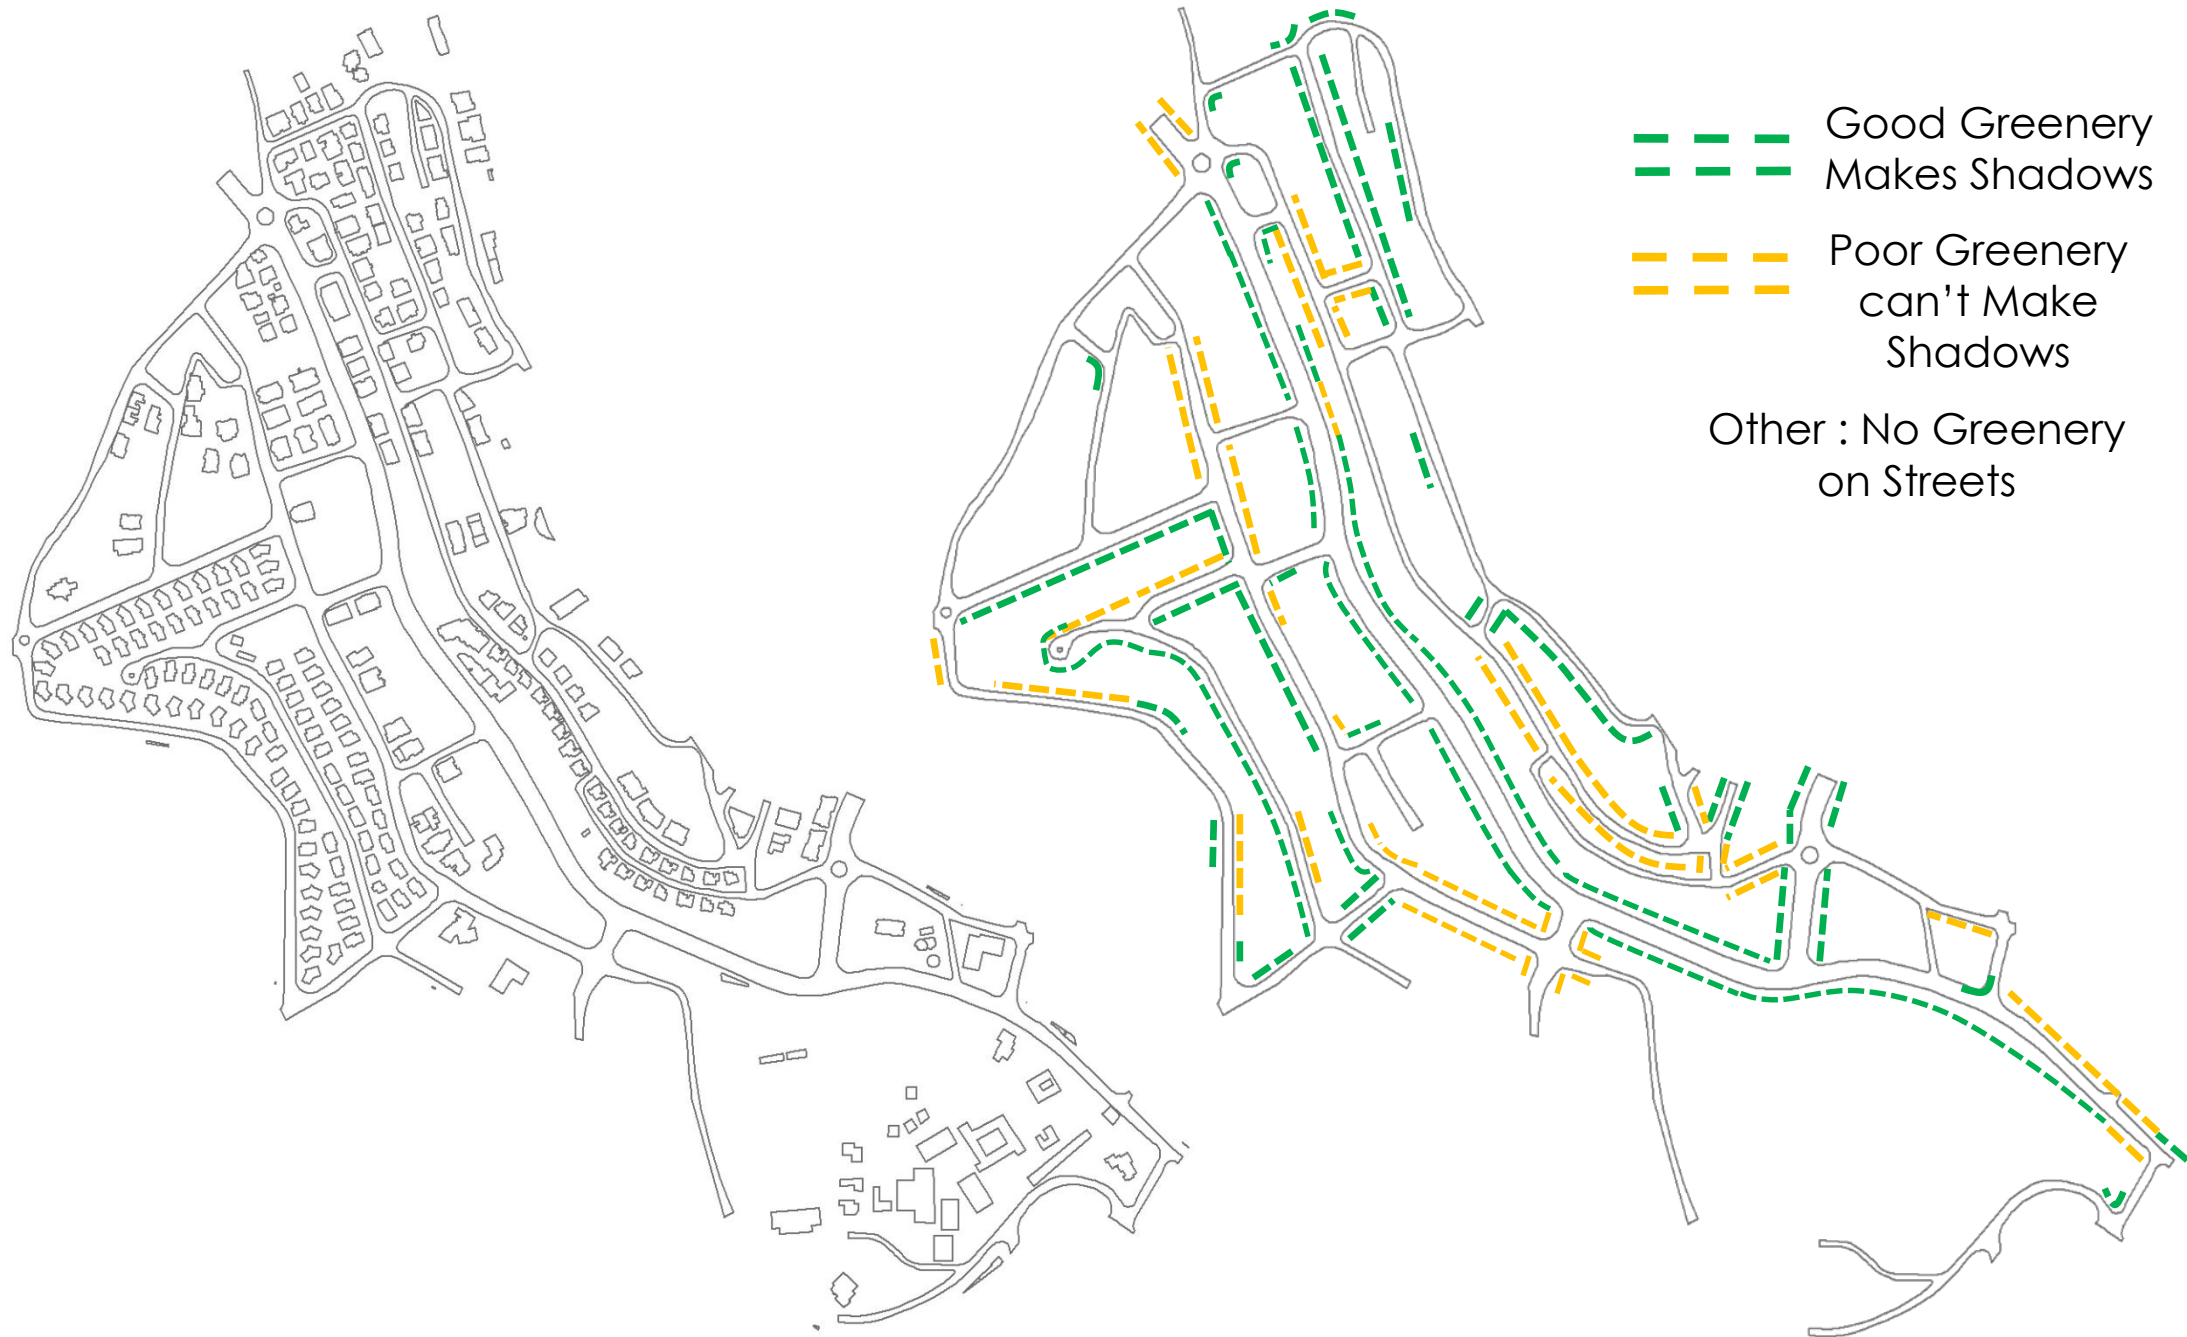 Good Greenery
Makes Shadows
Poor Greenery
can’t Make
Shadows
Other : No Greenery
on Streets